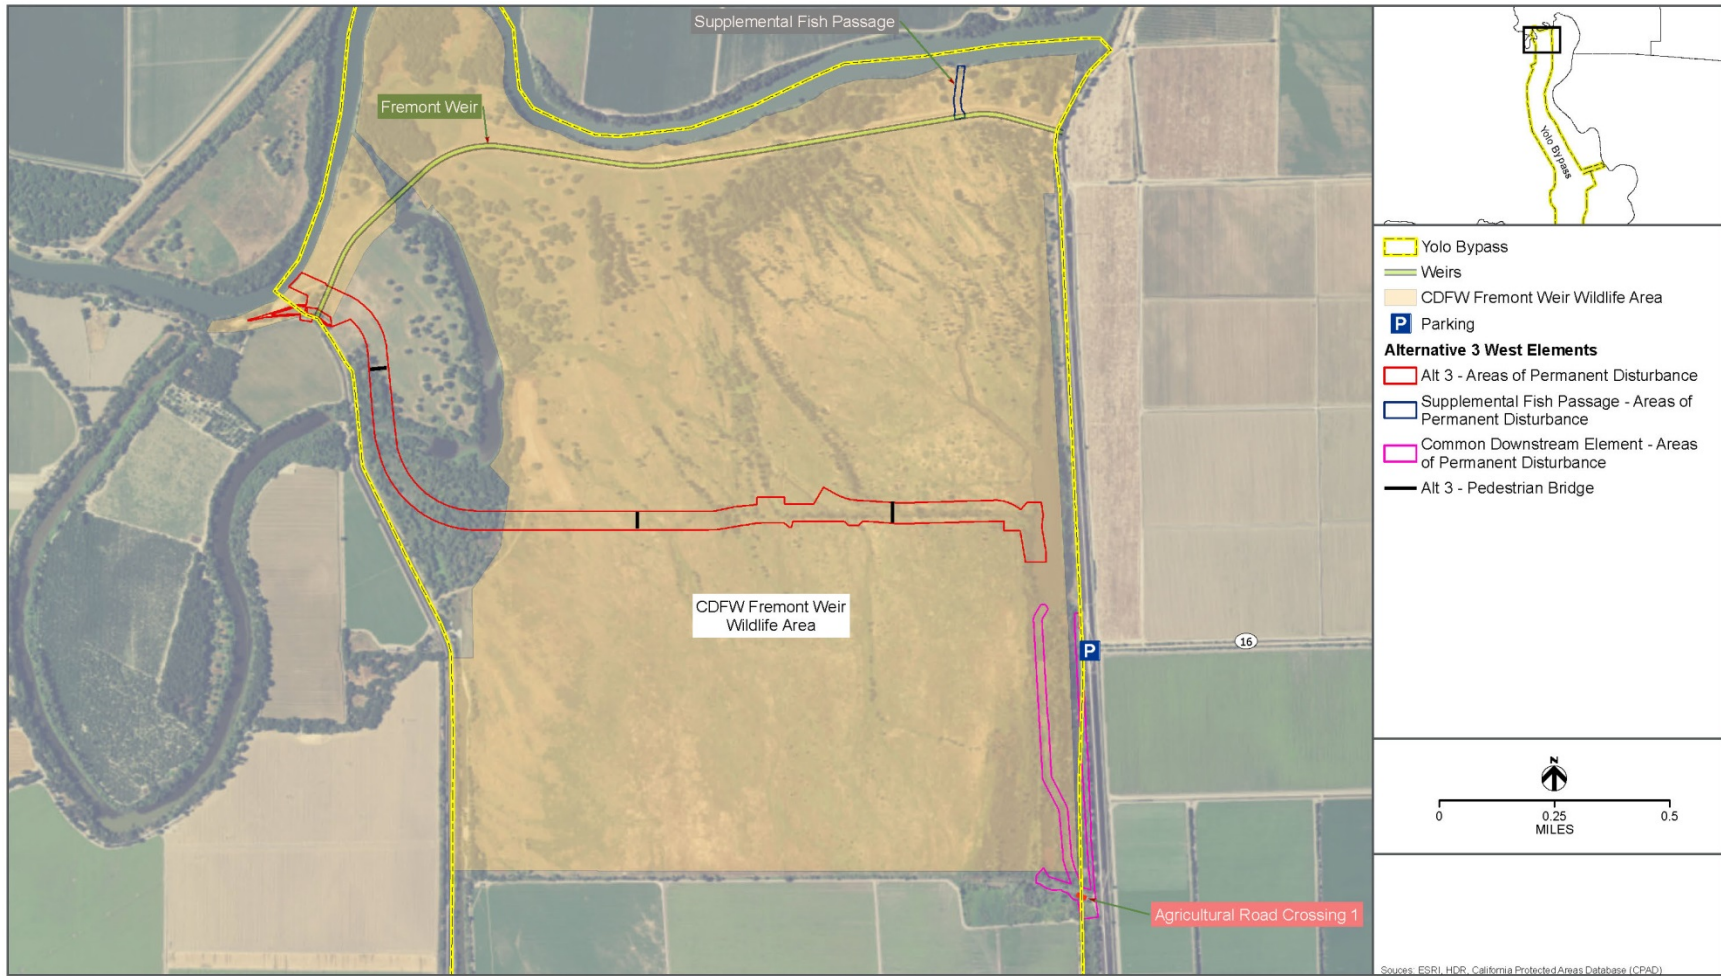 Supplemental Fish Passage
Fremont Weir
CDFW Fremont Weir
Wildlife Area
P
16
Agricultural Road Crossing 1
Yolo Bypass
Yolo Bypass
Weirs
CDFW Fremont Weir Wildlife Area
P Parking
Alternative 3 West Elements
Alt 3 - Areas of Permanent Disturbance
Supplemental Fish Passage - Areas of
Permanent Disturbance
Common Downstream Element - Areas
of Permanent Disturbance
Alt 3 - Pedestrian Bridge
N
0 0.25 0.5
MILES
Souces: ESRI, HDR, California Protected Areas Database (CPAD)